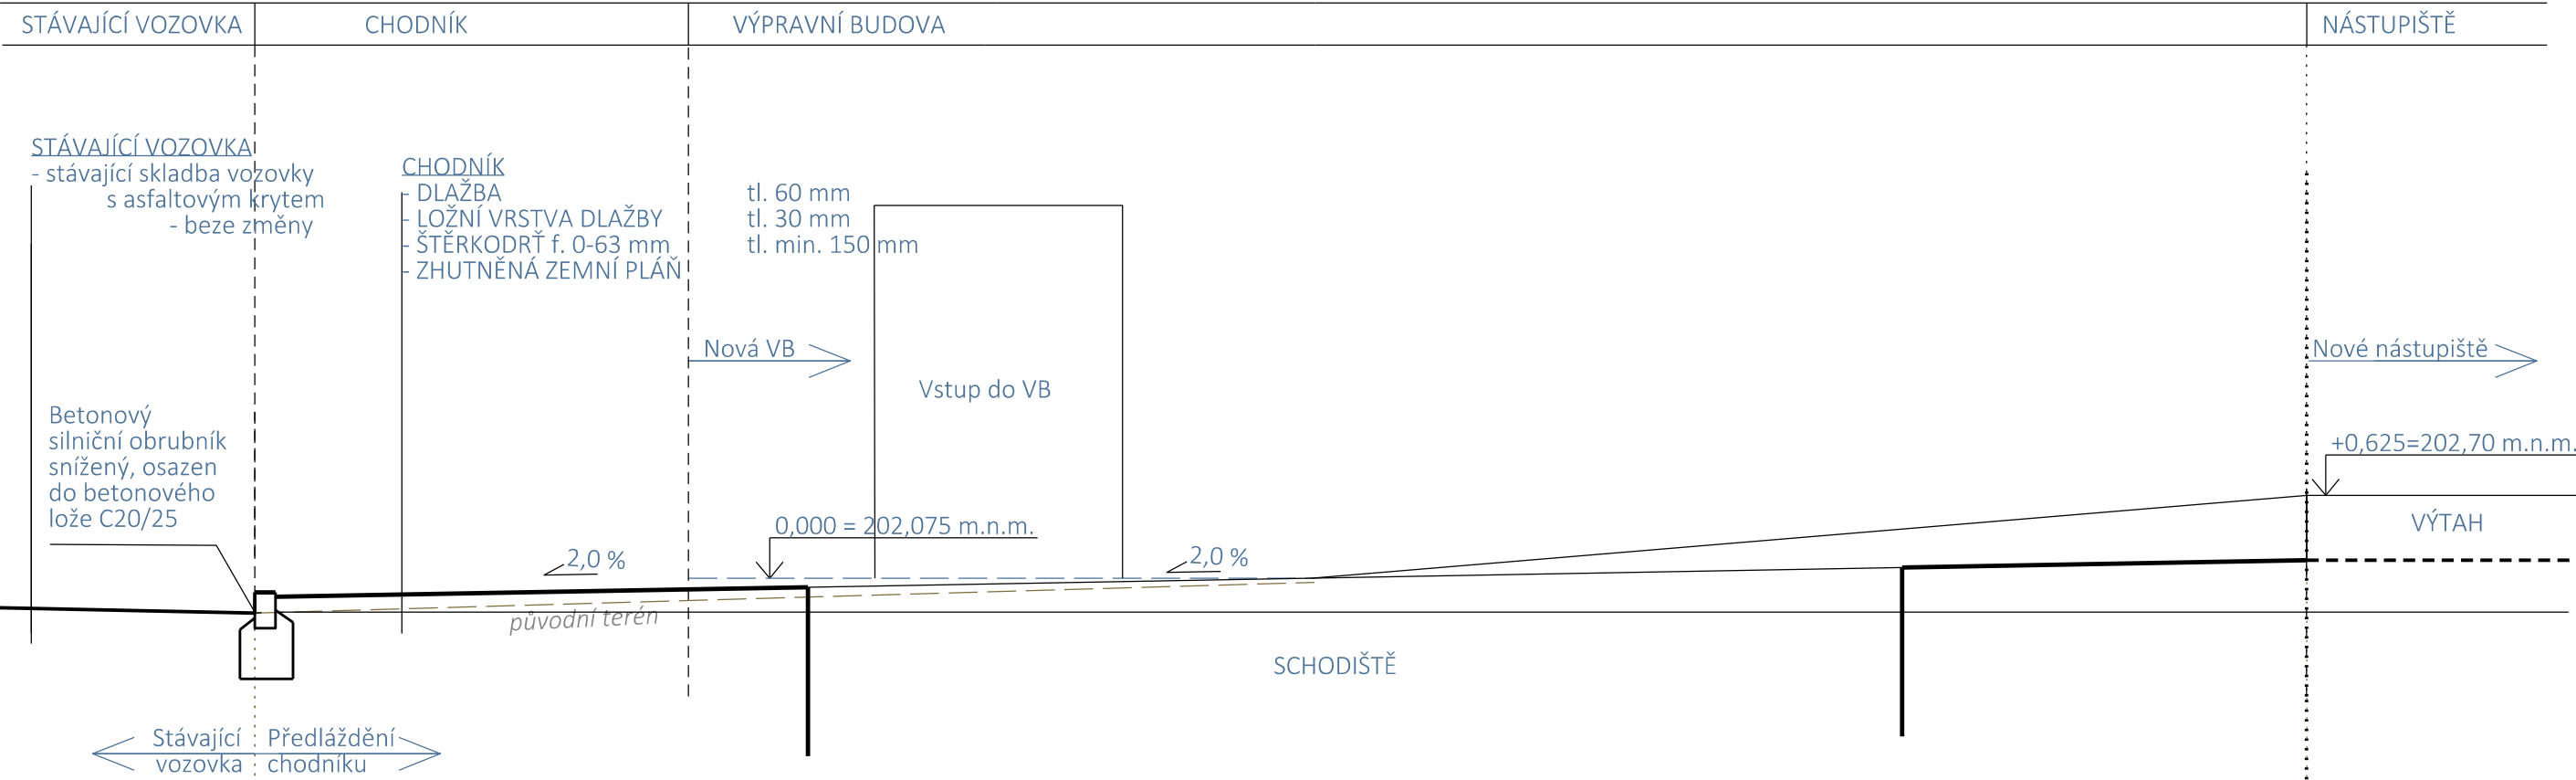 STÁVAJÍCÍ VOZOVKA
CHODNÍK
VÝPRAVNÍ BUDOVA
NÁSTUPIŠTĚ
STÁVAJÍCÍ VOZOVKA
- stávající skladba vozovky
s asfaltovým krytem
- beze změny
CHODNÍK
- DLAŽBA tl. 60 mm
- LOŽNÍ VRSTVA DLAŽBY tl. 30 mm
- ŠTĚRKODRŤ f. 0-63 mm tl. min. 150 mm
- ZHUTNĚNÁ ZEMNÍ PLÁŇ
Nová VB
Vstup do VB
Nové nástupiště
Betonový
silniční obrubník
snížený, osazen
do betonového
lože C20/25
+0,625=202,70 m.n.m.
0,000 = 202,075 m.n.m.
VÝTAH
2,0 %
2,0 %
původní terén
SCHODIŠTĚ
Stávající
vozovka
Předláždění
chodníku